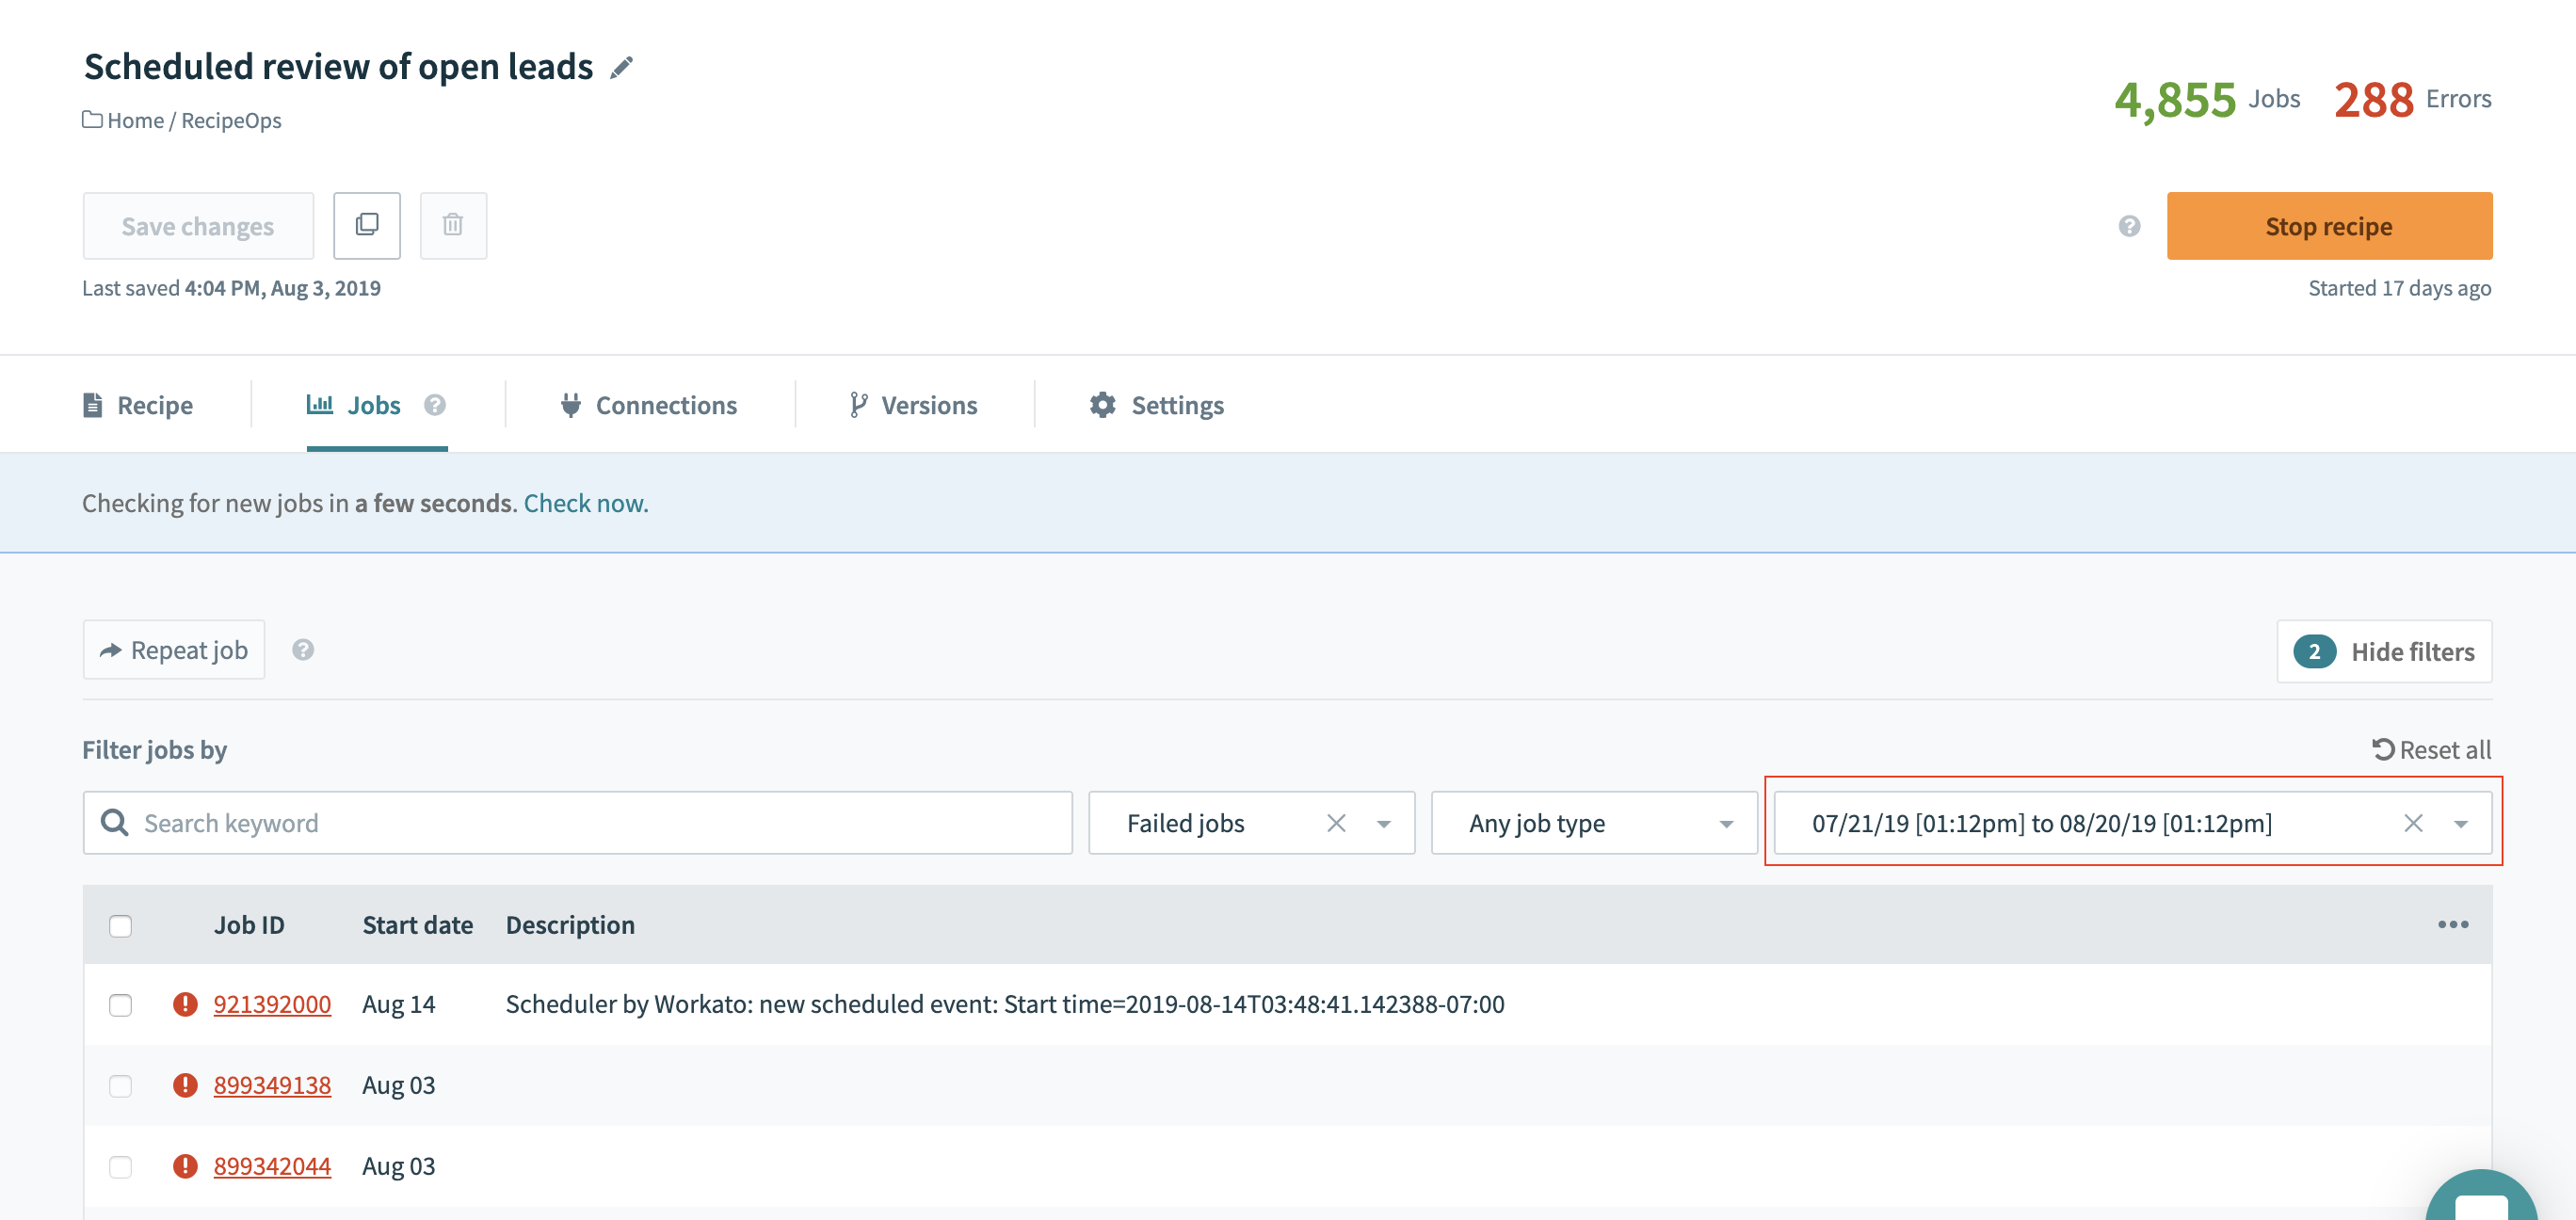 Scheduled review of open leads
Home / RecipeOps
4,855 Jobs 288 Errors
Save changes
Stop recipe
Last saved 4:04 PM, Aug 3, 2019
Started 17 days ago
Recipe Jobs Connections Versions Settings
Checking for new jobs in a few seconds. Check now.
Repeat job
2 Hide filters
Filter jobs by
Reset all
Search keyword
Failed jobs
Any job type
07/21/19 [01:12pm] to 08/20/19 [01:12pm]
Job ID Start date Description
921392000 Aug 14 Scheduler by Workato: new scheduled event: Start time=2019-08-14T03:48:41.142388-07:00
899349138 Aug 03
899342044 Aug 03